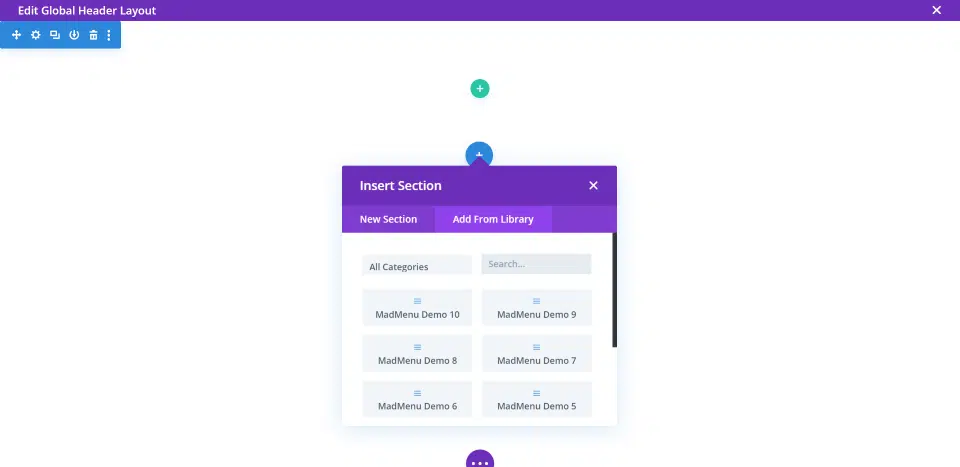 Edit Global Header Layout
Insert Section
New Section Add From Library
All Categories Search...
MadMenu Demo 10 MadMenu Demo 9
MadMenu Demo 8 MadMenu Demo 7
MadMenu Demo 6 MadMenu Demo 5